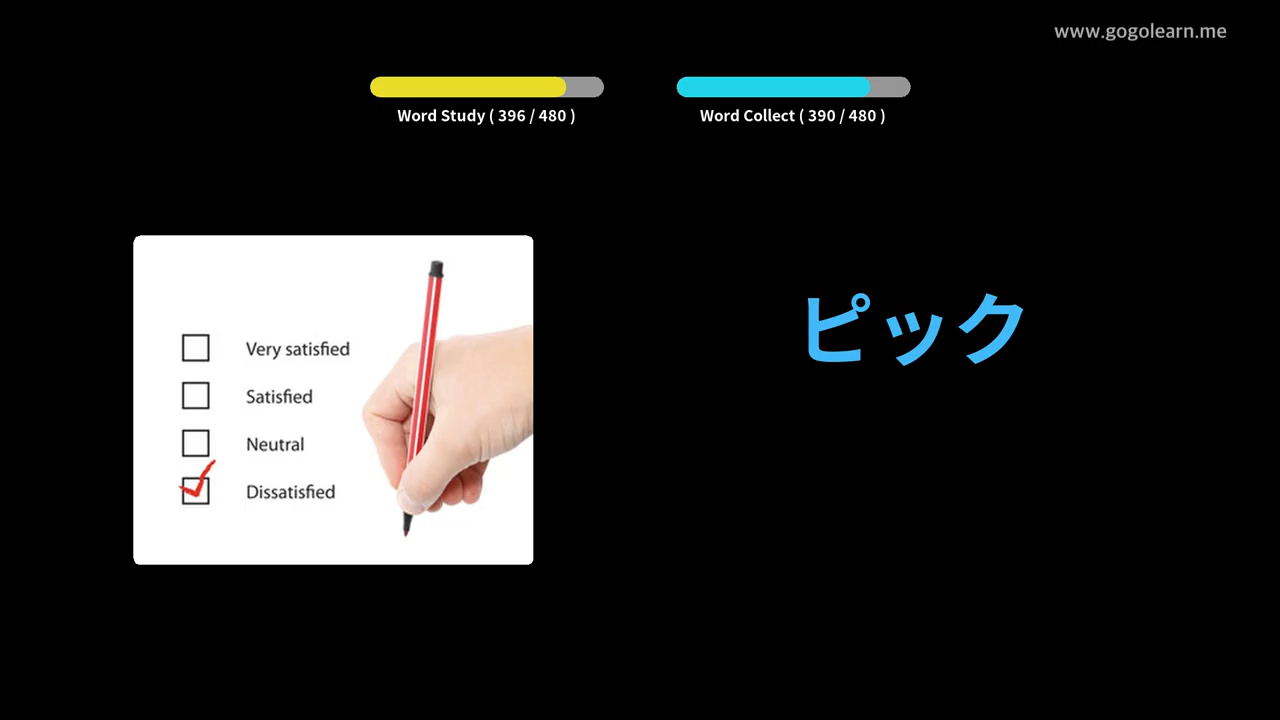 www.gogolearn.me
Word Study ( 396 / 480 )
Word Collect ( 390 / 480 )
Very satisfied
Satisfied
Neutral
Dissatisfied
ピック